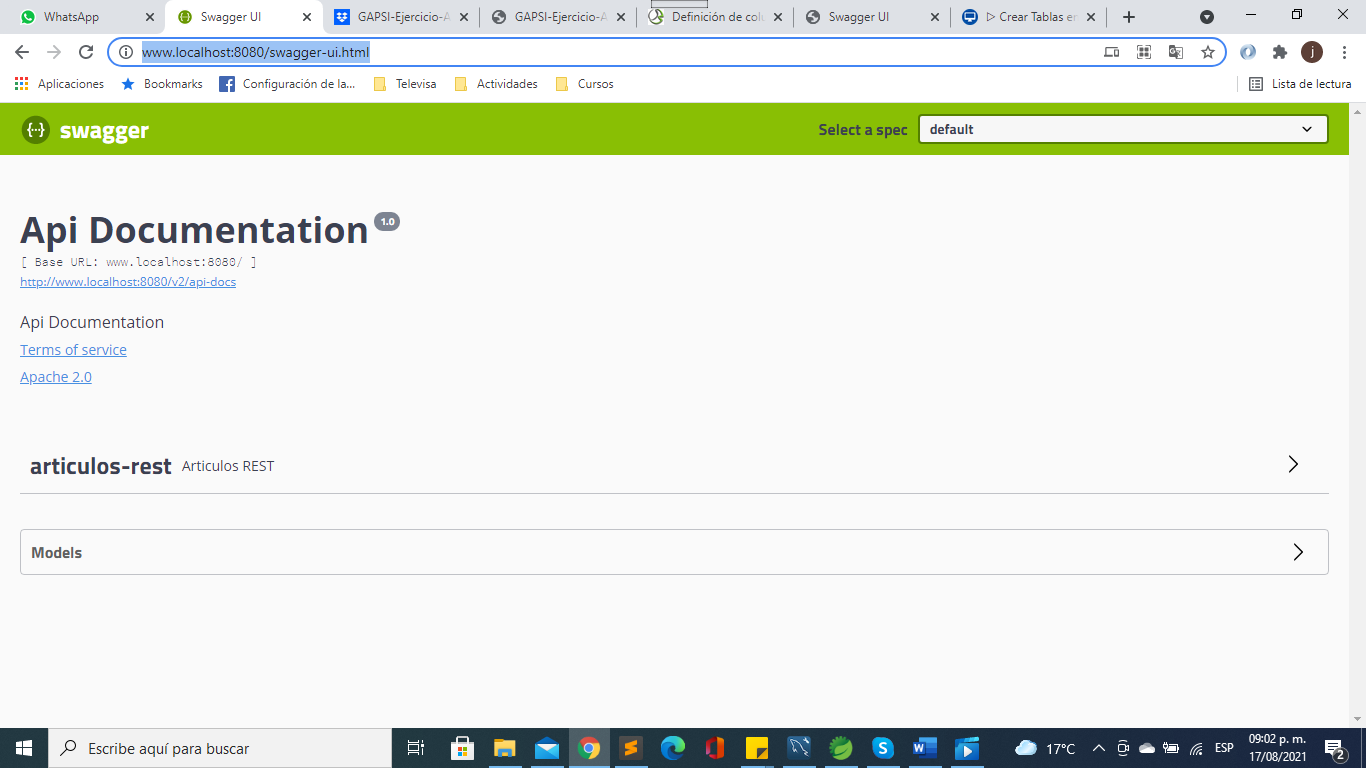 WhatsApp
Swagger UI
GAPSI-Ejercicio-A
GAPSI-Ejercicio-A
Definición de colu
Swagger UI
▷ Crear Tablas en
www.localhost:8080/swagger-ui.html
j
Aplicaciones
Bookmarks
Configuración de la...
Televisa
Actividades
Cursos
Lista de lectura
{··} swagger
Select a spec
default
Api Documentation 1.0
[ Base URL: www.localhost:8080/ ]
http://www.localhost:8080/v2/api-docs
Api Documentation
Terms of service
Apache 2.0
articulos-rest Articulos REST
Models
Escribe aquí para buscar
17°C
ESP
09:02 p. m.
17/08/2021
2